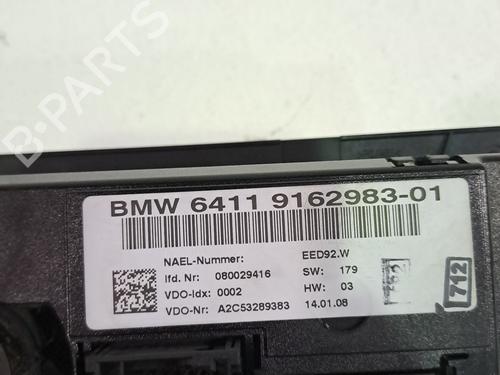 B-PARTS
BMW 6411 9162983-01
NAEL-Nummer: EED92.W
lfd. Nr: 080029416 SW: 179
VDO-Idx: 0002 HW: 03
VDO-Nr: A2C53289383 14.01.08
712